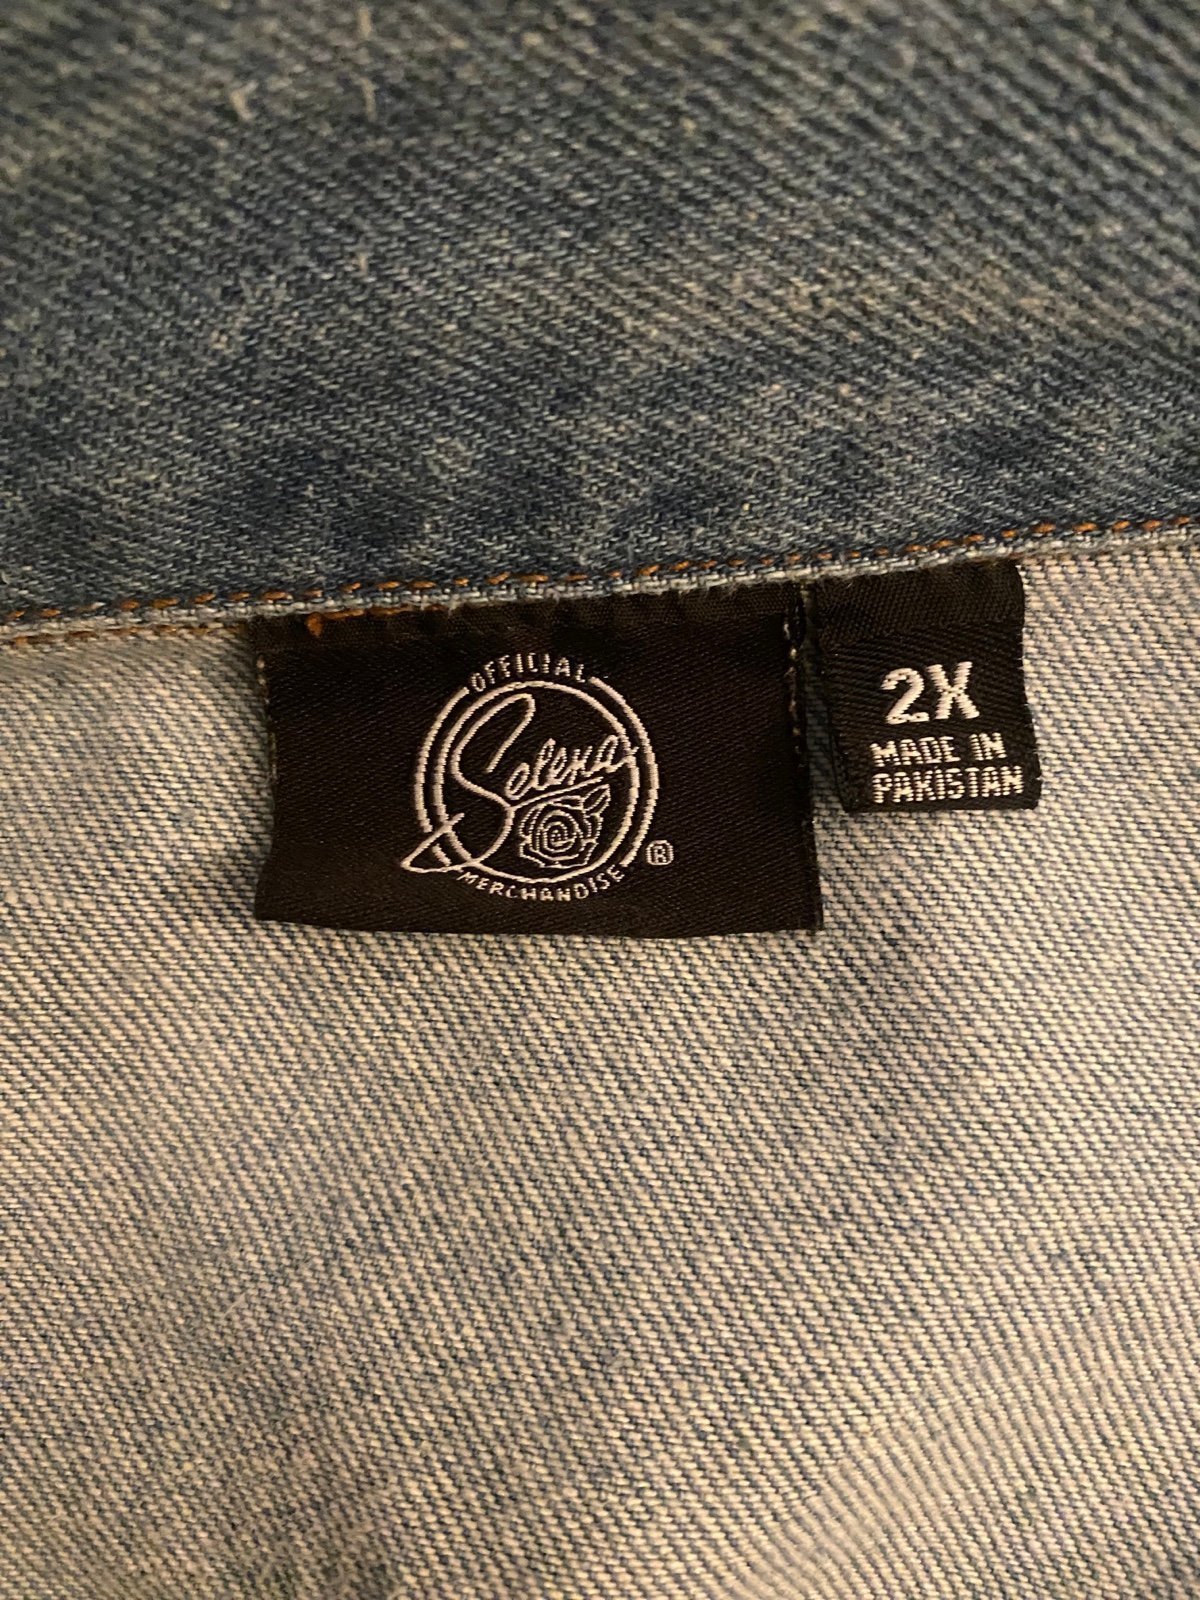 OFFICIAL
Selena
MERCHANDISE
®
2X
MADE IN
PAKISTAN